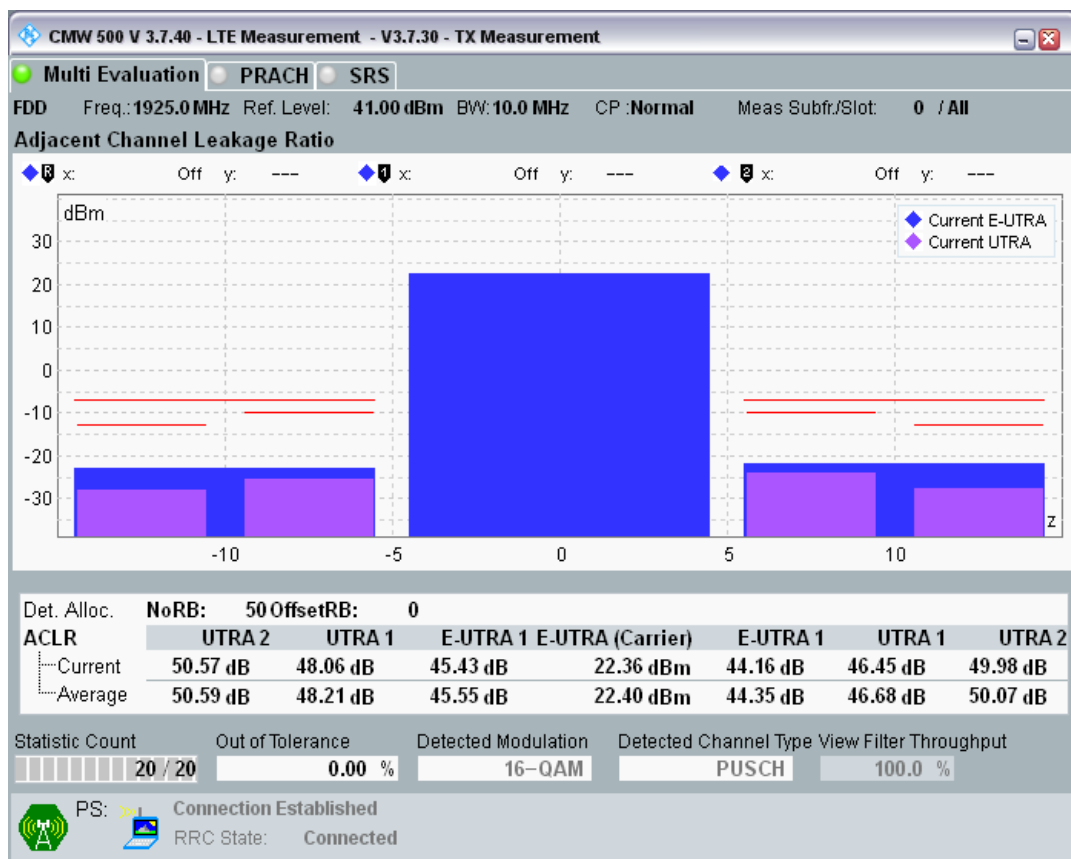 CMW 500 V 3.7.40 - LTE Measurement - V3.7.30 - TX Measurement
Multi Evaluation PRACH SRS
FDD Freq.: 1925.0 MHz Ref. Level: 41.00 dBm BW: 10.0 MHz CP :Normal Meas Subfr./Slot: 0 / All
Adjacent Channel Leakage Ratio
R x: Off y: --- 1 x: Off y: --- 2 x: Off y: ---
dBm
Current E-UTRA
Current UTRA
30
20
10
0
-10
-20
-30
z
-10 -5 0 5 10
Det. Alloc. NoRB: 50 OffsetRB: 0
ACLR UTRA 2 UTRA 1 E-UTRA 1 E-UTRA (Carrier) E-UTRA 1 UTRA 1 UTRA 2
Current 50.57 dB 48.06 dB 45.43 dB 22.36 dBm 44.16 dB 46.45 dB 49.98 dB
Average 50.59 dB 48.21 dB 45.55 dB 22.40 dBm 44.35 dB 46.68 dB 50.07 dB
Statistic Count Out of Tolerance Detected Modulation Detected Channel Type View Filter Throughput
20 / 20 0.00 % 16-QAM PUSCH 100.0 %
PS: Connection Established
RRC State: Connected